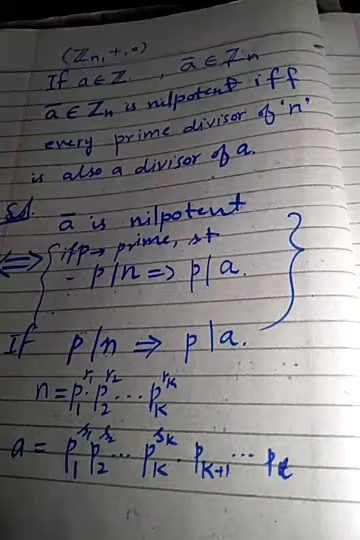 (ℤn, +, ∘)
If a ∈ ℤ, ā ∈ ℤn
ā ∈ ℤn is nilpotent iff
every prime divisor of 'n'
is also a divisor of a.
Sol. ā is nilpotent
⟺ { if p → prime, st
- p/n ⟹ p/a. }
If p/n ⟹ p/a.
n = p₁^r₁ p₂^r₂ ... pₖ^rₖ
a = p₁^s₁ p₂^s₂ ... pₖ^sₖ . pₖ₊₁ ... pₜ